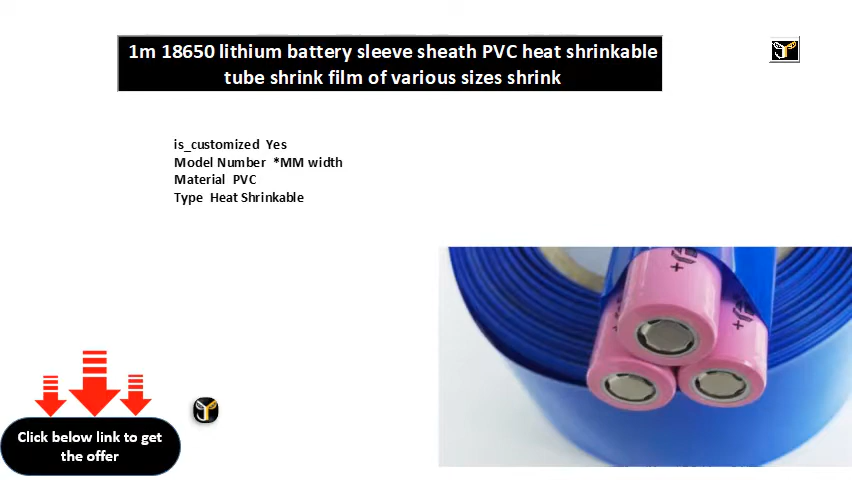 1m 18650 lithium battery sleeve sheath PVC heat shrinkable
tube shrink film of various sizes shrink
is_customized Yes
Model Number *MM width
Material PVC
Type Heat Shrinkable
Click below link to get
the offer